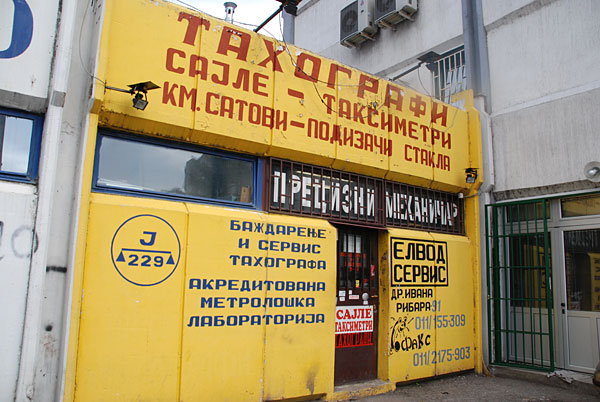 ТАХОГРАФИ
САЈЛЕ - ТАКСИМЕТРИ
КМ. САТОВИ-ПОДИЗАЧИ СТАКЛА
ПРЕЦИЗНИ МЕХАНИЧАР
Ј
229
БАЖДАРЕЊЕ
И СЕРВИС
ТАХОГРАФА
АКРЕДИТОВАНА
МЕТРОЛОШКА
ЛАБОРАТОРИЈА
САЈЛЕ
ТАКСИМЕТРИ
ТАХОГРАФИ
ЕЛВОД
СЕРВИС
ДР.ИВАНА
РИБАРА 91
011/155-309
ФАКС
011/2175-903